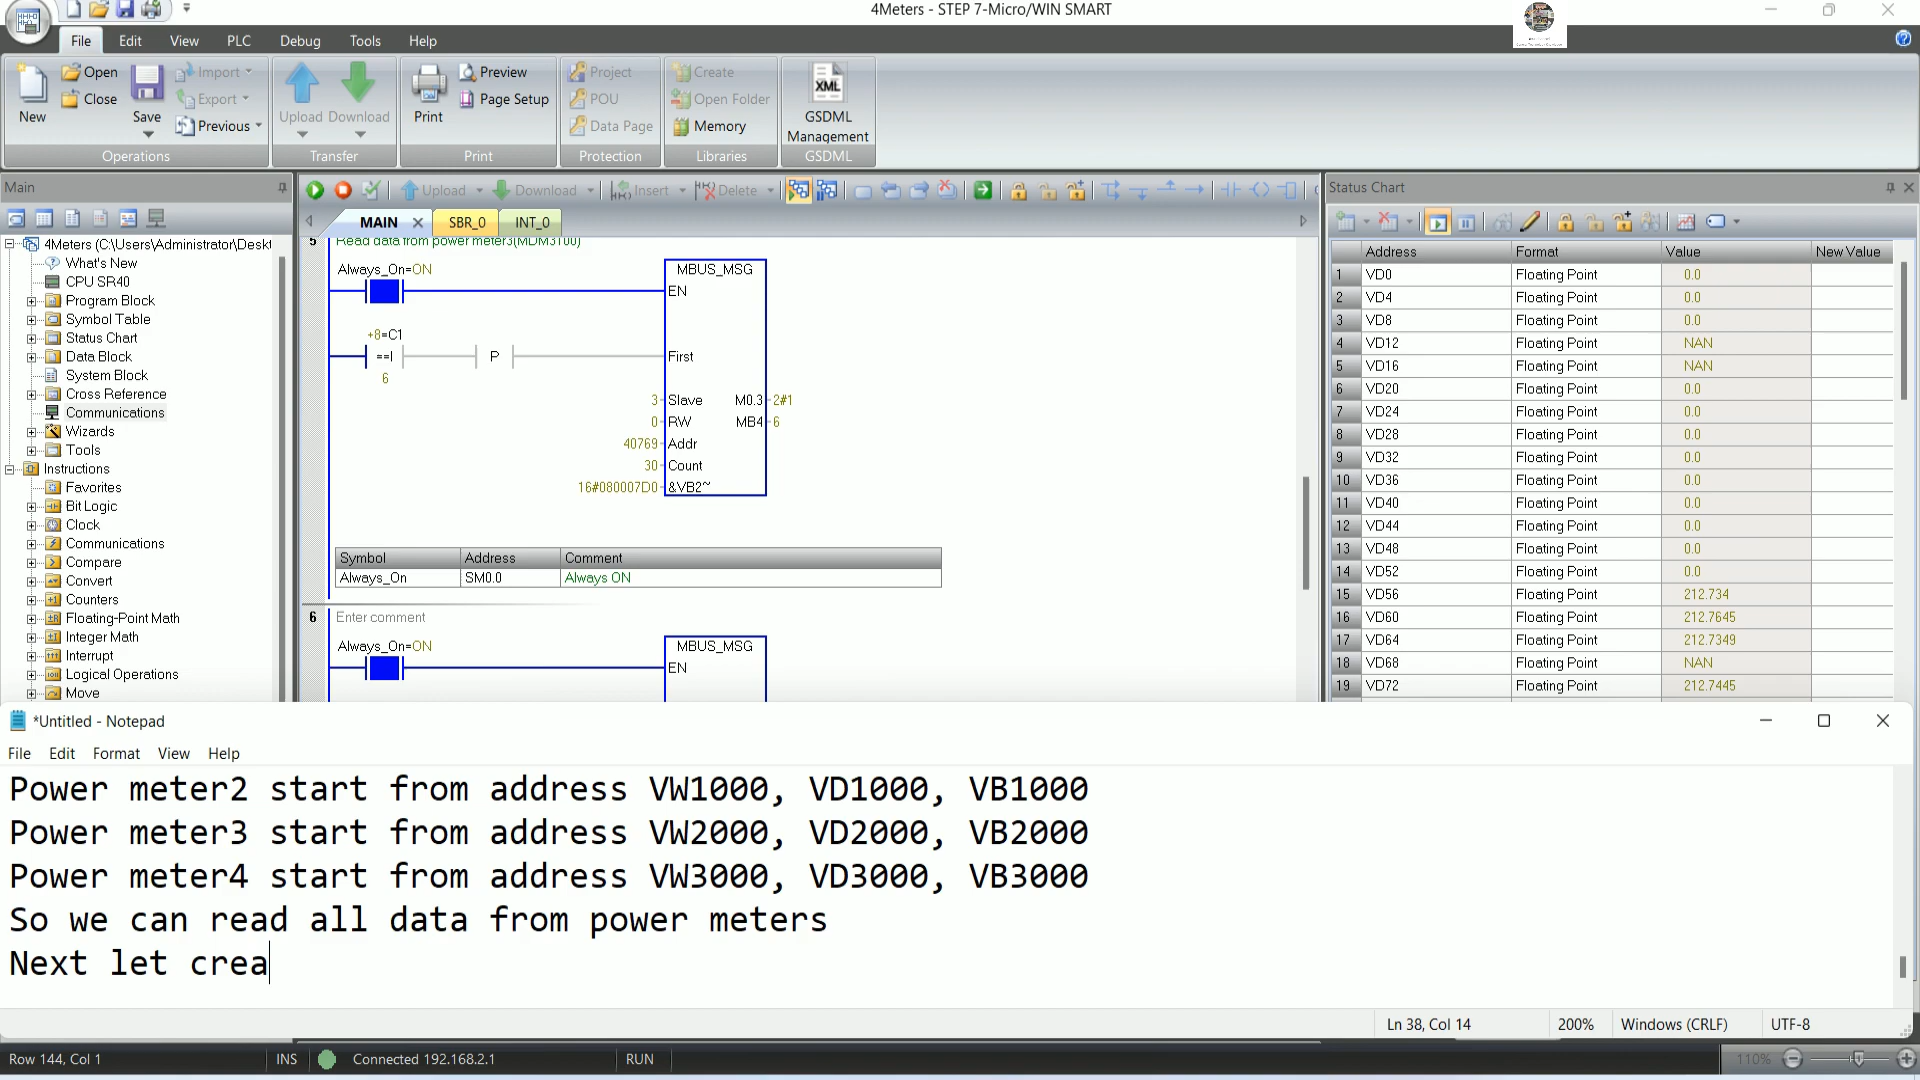 4Meters - STEP 7-Micro/WIN SMART
File Edit View PLC Debug Tools Help
New Open Close Save Import Export Previous Operations
Upload Download Transfer
Print Preview Page Setup Print
Project POU Data Page Protection
Create Open Folder Memory Libraries
XML GSDML Management GSDML
Main
Upload Download Insert Delete
MAIN SBR_0 INT_0
4Meters (C:\Users\Administrator\Deskt
What's New
CPU SR40
Program Block
Symbol Table
Status Chart
Data Block
System Block
Cross Reference
Communications
Wizards
Tools
Instructions
Favorites
Bit Logic
Clock
Communications
Compare
Convert
Counters
Floating-Point Math
Integer Math
Interrupt
Logical Operations
Move
5 Read data from power meter3(MDM3100)
Always_On=ON MBUS_MSG
EN
+8=C1
==I P First
6
3 Slave M0.3 2#1
0 RW MB4 6
40769 Addr
30 Count
16#080007D0 &VB2~
Symbol Address Comment
Always_On SM0.0 Always ON
6 Enter comment
Always_On=ON MBUS_MSG
EN
Status Chart
Address Format Value New Value
1 VD0 Floating Point 0.0
2 VD4 Floating Point 0.0
3 VD8 Floating Point 0.0
4 VD12 Floating Point NAN
5 VD16 Floating Point NAN
6 VD20 Floating Point 0.0
7 VD24 Floating Point 0.0
8 VD28 Floating Point 0.0
9 VD32 Floating Point 0.0
10 VD36 Floating Point 0.0
11 VD40 Floating Point 0.0
12 VD44 Floating Point 0.0
13 VD48 Floating Point 0.0
14 VD52 Floating Point 0.0
15 VD56 Floating Point 212.734
16 VD60 Floating Point 212.7645
17 VD64 Floating Point 212.7349
18 VD68 Floating Point NAN
19 VD72 Floating Point 212.7445
*Untitled - Notepad
File Edit Format View Help
Power meter2 start from address VW1000, VD1000, VB1000
Power meter3 start from address VW2000, VD2000, VB2000
Power meter4 start from address VW3000, VD3000, VB3000
So we can read all data from power meters
Next let crea
Ln 38, Col 14 200% Windows (CRLF) UTF-8
Row 144, Col 1 INS Connected 192.168.2.1 RUN 110%